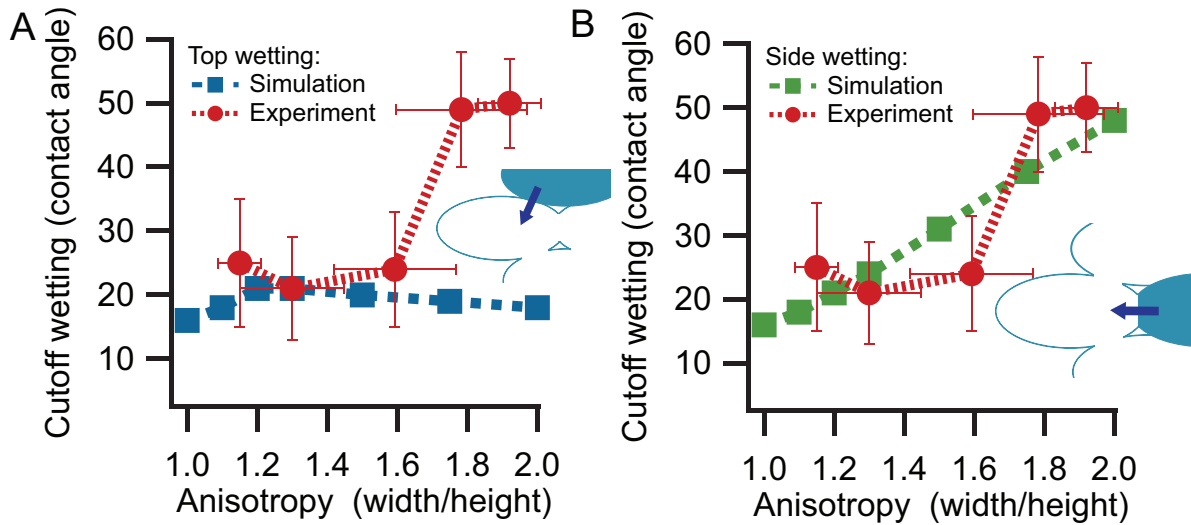 A
Cutoff wetting (contact angle)
60
50
40
30
20
10
Top wetting:
Simulation
Experiment
1.0 1.2 1.4 1.6 1.8 2.0
Anisotropy (width/height)
B
Cutoff wetting (contact angle)
60
50
40
30
20
10
Side wetting:
Simulation
Experiment
1.0 1.2 1.4 1.6 1.8 2.0
Anisotropy (width/height)